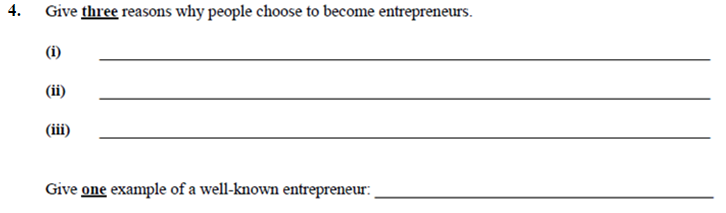 4. Give three reasons why people choose to become entrepreneurs.
(i)
(ii)
(iii)
Give one example of a well-known entrepreneur: